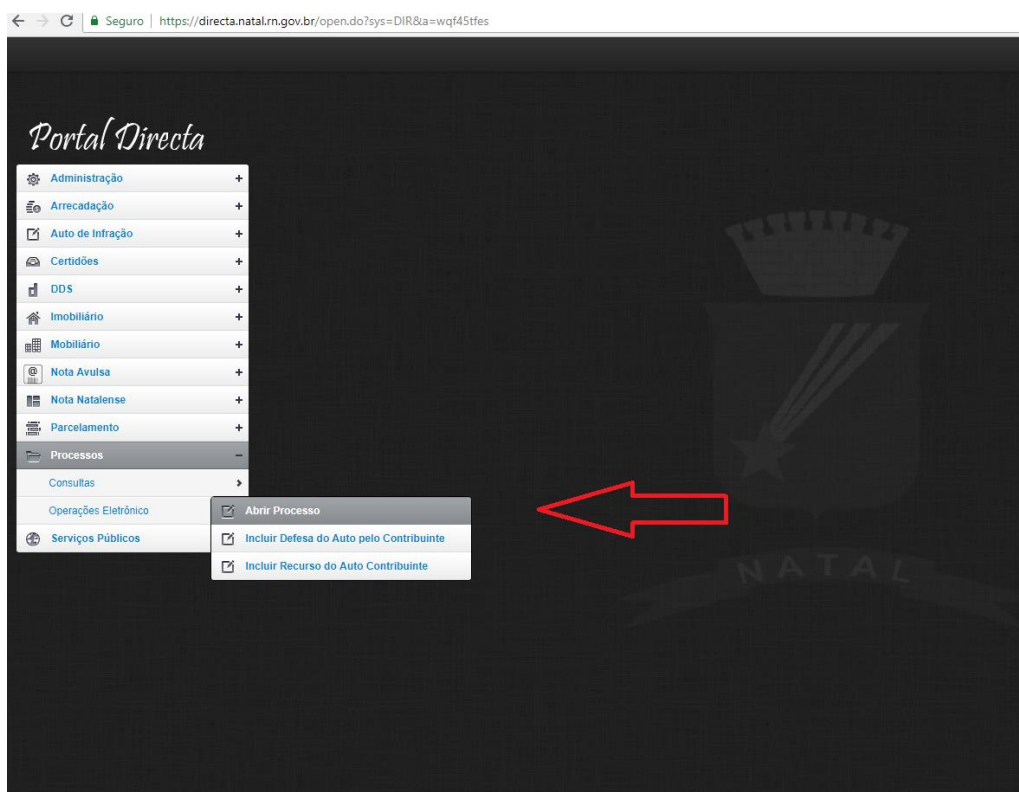 Seguro | https://directa.natal.rn.gov.br/open.do?sys=DIR&a=wqf45tfes
Portal Directa
Administração +
Arrecadação +
Auto de Infração +
Certidões +
DDS +
Imobiliário +
Mobiliário +
Nota Avulsa +
Nota Natalense +
Parcelamento +
Processos −
Consultas
Operações Eletrônico
Abrir Processo
Serviços Públicos
Incluir Defesa do Auto pelo Contribuinte
Incluir Recurso do Auto Contribuinte
NATAL